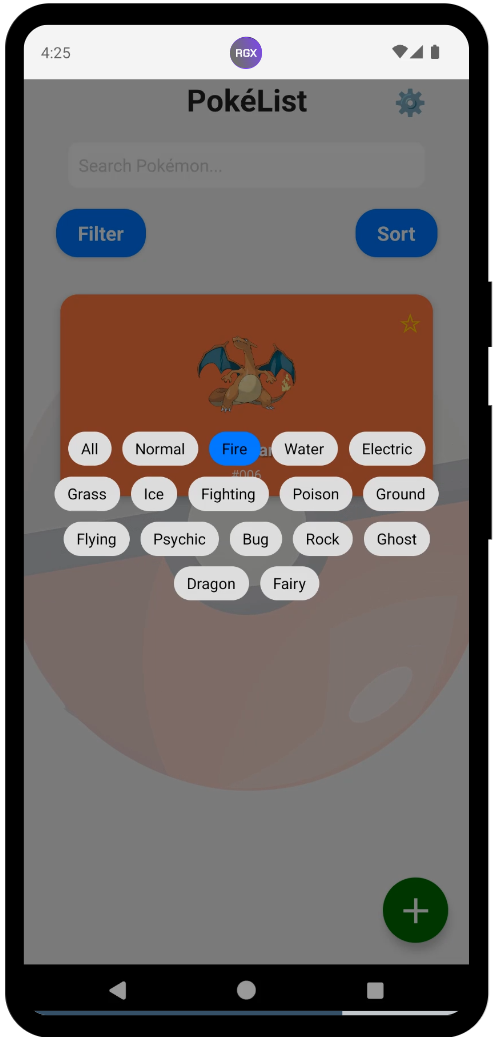 4:25
RGX
PokéList
Search Pokémon...
Filter
Sort
All Normal Fire Water Electric
#006
Grass Ice Fighting Poison Ground
Flying Psychic Bug Rock Ghost
Dragon Fairy